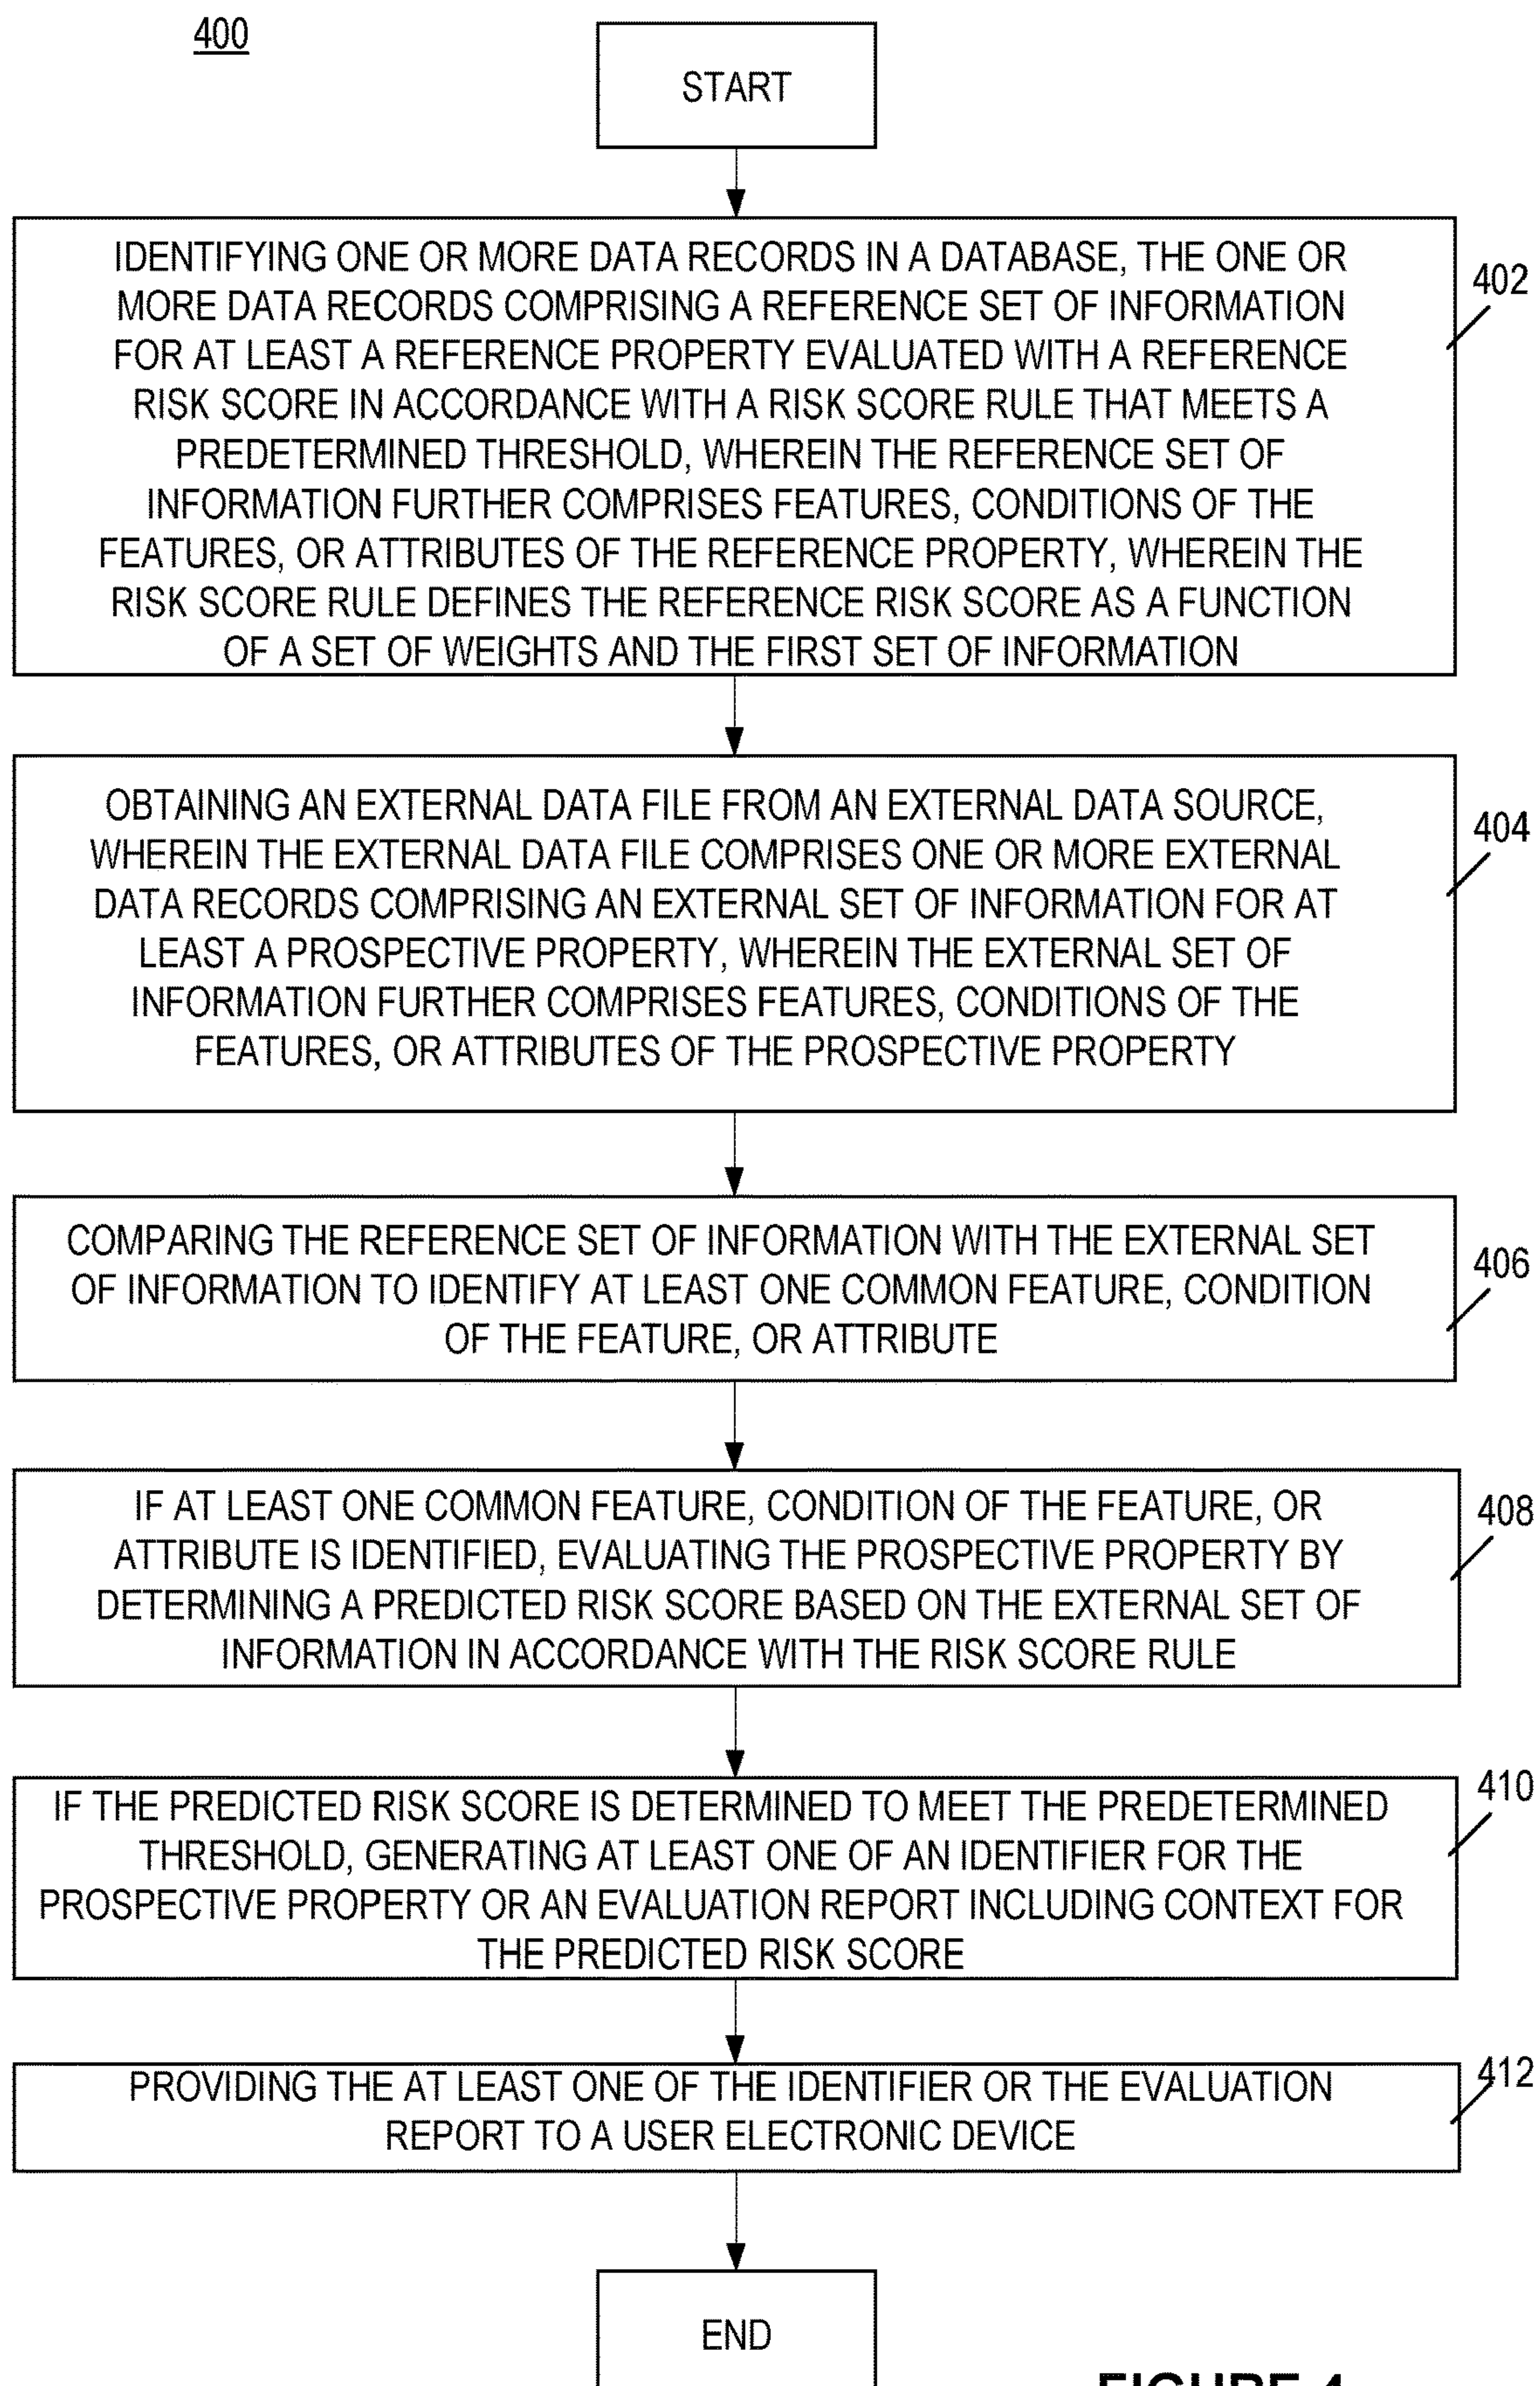 400
START
IDENTIFYING ONE OR MORE DATA RECORDS IN A DATABASE, THE ONE OR
MORE DATA RECORDS COMPRISING A REFERENCE SET OF INFORMATION
FOR AT LEAST A REFERENCE PROPERTY EVALUATED WITH A REFERENCE
RISK SCORE IN ACCORDANCE WITH A RISK SCORE RULE THAT MEETS A
PREDETERMINED THRESHOLD, WHEREIN THE REFERENCE SET OF
INFORMATION FURTHER COMPRISES FEATURES, CONDITIONS OF THE
FEATURES, OR ATTRIBUTES OF THE REFERENCE PROPERTY, WHEREIN THE
RISK SCORE RULE DEFINES THE REFERENCE RISK SCORE AS A FUNCTION
OF A SET OF WEIGHTS AND THE FIRST SET OF INFORMATION
402
OBTAINING AN EXTERNAL DATA FILE FROM AN EXTERNAL DATA SOURCE,
WHEREIN THE EXTERNAL DATA FILE COMPRISES ONE OR MORE EXTERNAL
DATA RECORDS COMPRISING AN EXTERNAL SET OF INFORMATION FOR AT
LEAST A PROSPECTIVE PROPERTY, WHEREIN THE EXTERNAL SET OF
INFORMATION FURTHER COMPRISES FEATURES, CONDITIONS OF THE
FEATURES, OR ATTRIBUTES OF THE PROSPECTIVE PROPERTY
404
COMPARING THE REFERENCE SET OF INFORMATION WITH THE EXTERNAL SET
OF INFORMATION TO IDENTIFY AT LEAST ONE COMMON FEATURE, CONDITION
OF THE FEATURE, OR ATTRIBUTE
406
IF AT LEAST ONE COMMON FEATURE, CONDITION OF THE FEATURE, OR
ATTRIBUTE IS IDENTIFIED, EVALUATING THE PROSPECTIVE PROPERTY BY
DETERMINING A PREDICTED RISK SCORE BASED ON THE EXTERNAL SET OF
INFORMATION IN ACCORDANCE WITH THE RISK SCORE RULE
408
IF THE PREDICTED RISK SCORE IS DETERMINED TO MEET THE PREDETERMINED
THRESHOLD, GENERATING AT LEAST ONE OF AN IDENTIFIER FOR THE
PROSPECTIVE PROPERTY OR AN EVALUATION REPORT INCLUDING CONTEXT FOR
THE PREDICTED RISK SCORE
410
PROVIDING THE AT LEAST ONE OF THE IDENTIFIER OR THE EVALUATION
REPORT TO A USER ELECTRONIC DEVICE
412
END